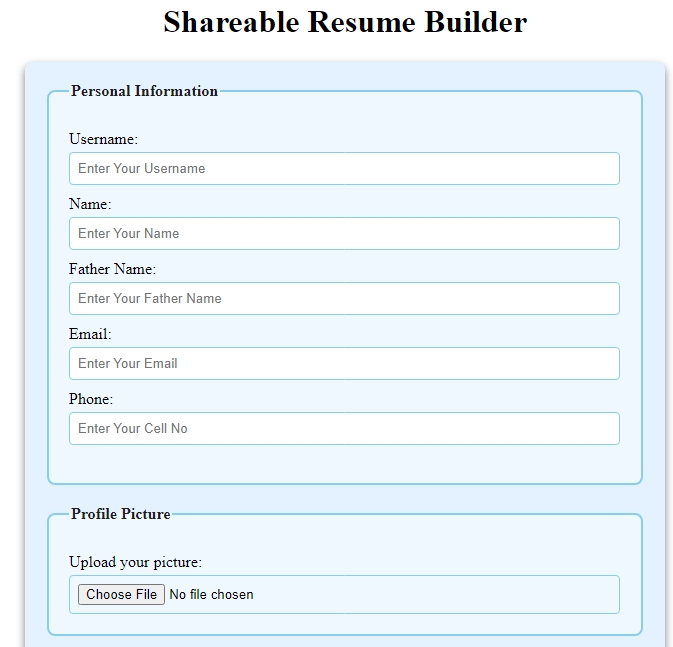 Shareable Resume Builder
Personal Information
Username:
Enter Your Username
Name:
Enter Your Name
Father Name:
Enter Your Father Name
Email:
Enter Your Email
Phone:
Enter Your Cell No
Profile Picture
Upload your picture:
Choose File No file chosen